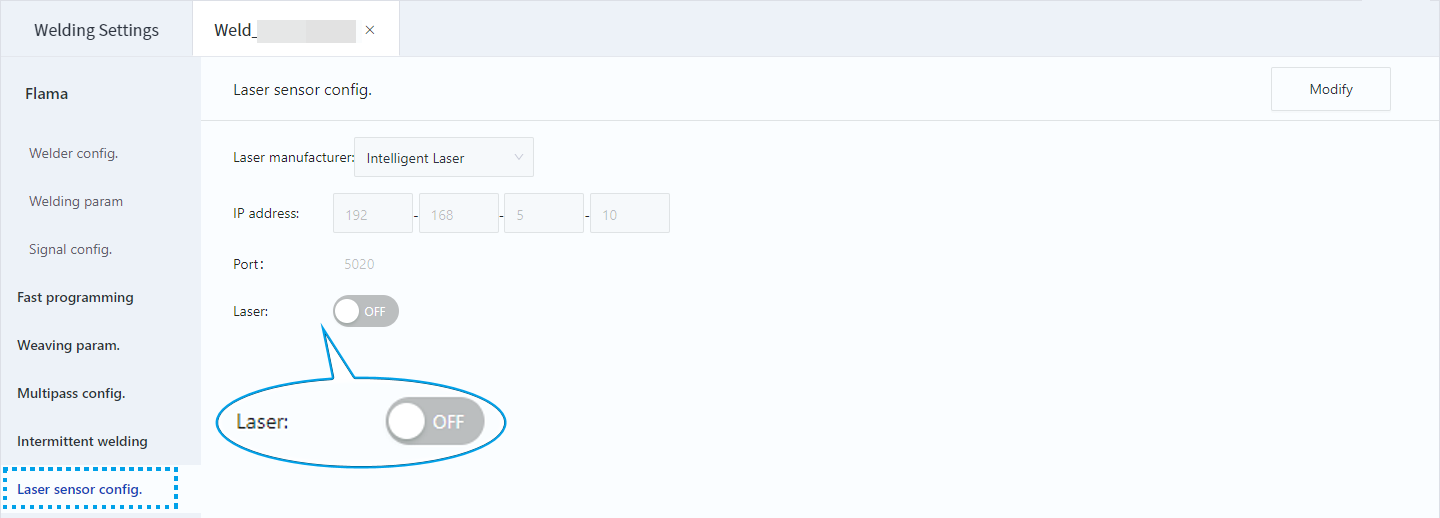 Welding Settings
Weld_
Flama
Welder config.
Welding param
Signal config.
Fast programming
Weaving param.
Multipass config.
Intermittent welding
Laser sensor config.
Laser sensor config.
Modify
Laser manufacturer: Intelligent Laser
IP address: 192 - 168 - 5 - 10
Port: 5020
Laser: OFF
Laser: OFF